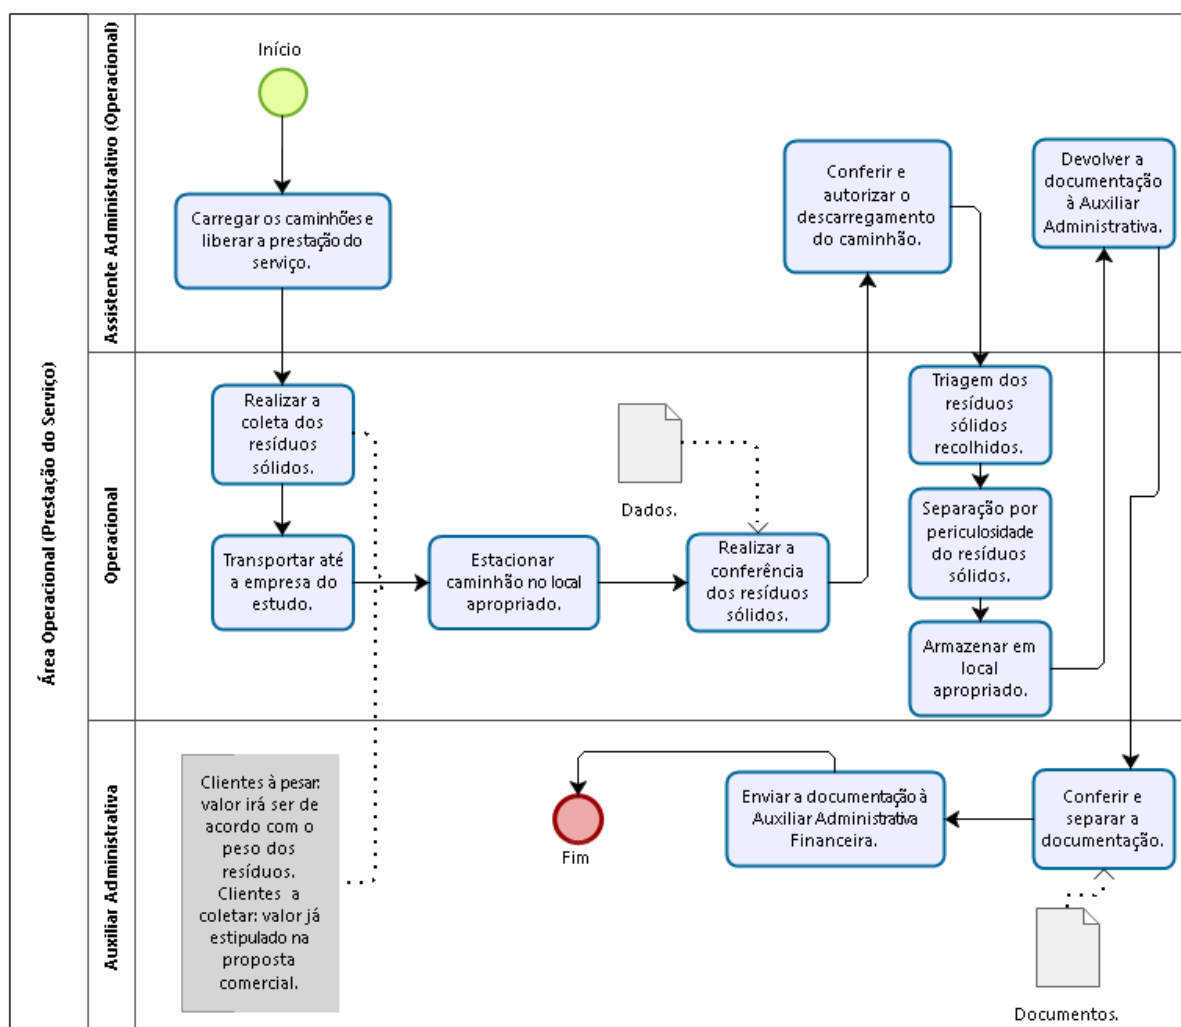 Área Operacional (Prestação do Serviço)
Assistente Administrativo (Operacional)
Início
Carregar os caminhões e
liberar a prestação do
serviço.
Conferir e
autorizar o
descarregamento
do caminhão.
Devolver a
documentação
à Auxiliar
Administrativa.
Operacional
Realizar a
coleta dos
resíduos
sólidos.
Transportar até
a empresa do
estudo.
Estacionar
caminhão no local
apropriado.
Dados.
Realizar a
conferência
dos resíduos
sólidos.
Triagem dos
resíduos
sólidos
recolhidos.
Separação por
periculosidade
do resíduos
sólidos.
Armazenar em
local
apropriado.
Auxiliar Administrativa
Clientes à pesar:
valor irá ser de
acordo com o
peso dos
resíduos.
Clientes a
coletar: valor já
estipulado na
proposta
comercial.
Fim
Enviar a documentação à
Auxiliar Administrativa
Financeira.
Conferir e
separar a
documentação.
Documentos.